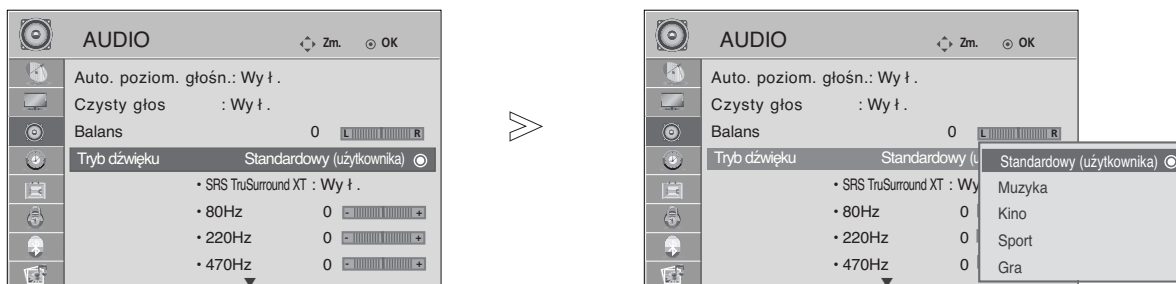 AUDIO Zm. OK
Auto. poziom. głośn.: Wył.
Czysty głos : Wył.
Balans 0 L R
Tryb dźwięku Standardowy (użytkownika)
• SRS TruSurround XT : Wył.
• 80Hz 0 - +
• 220Hz 0 - +
• 470Hz 0 - +
AUDIO Zm. OK
Auto. poziom. głośn.: Wył.
Czysty głos : Wył.
Balans 0 L R
Tryb dźwięku Standardowy (u
• SRS TruSurround XT : Wy
• 80Hz 0
• 220Hz 0
• 470Hz 0
Standardowy (użytkownika)
Muzyka
Kino
Sport
Gra